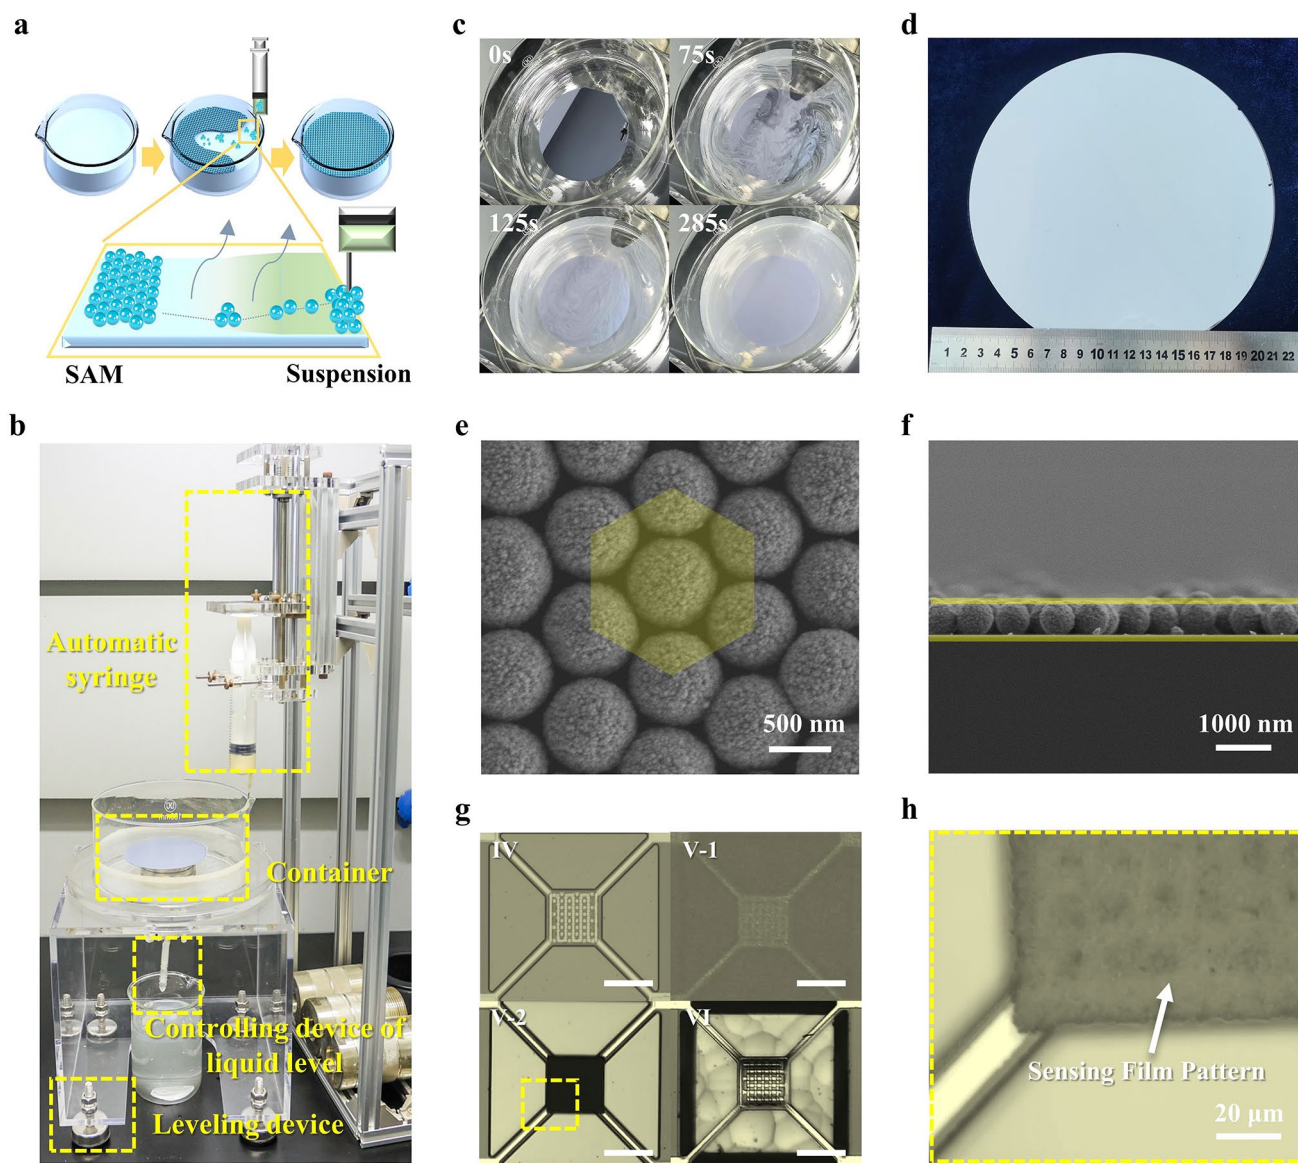 a
SAM
Suspension
b
Automatic
syringe
Container
Controlling device of
liquid level
Leveling device
c
0s
75s
125s
285s
d
1 2 3 4 5 6 7 8 9 10 11 12 13 14 15 16 17 18 19 20 21 22
e
500 nm
f
1000 nm
g
IV
V-1
V-2
VI
h
Sensing Film Pattern
20 μm